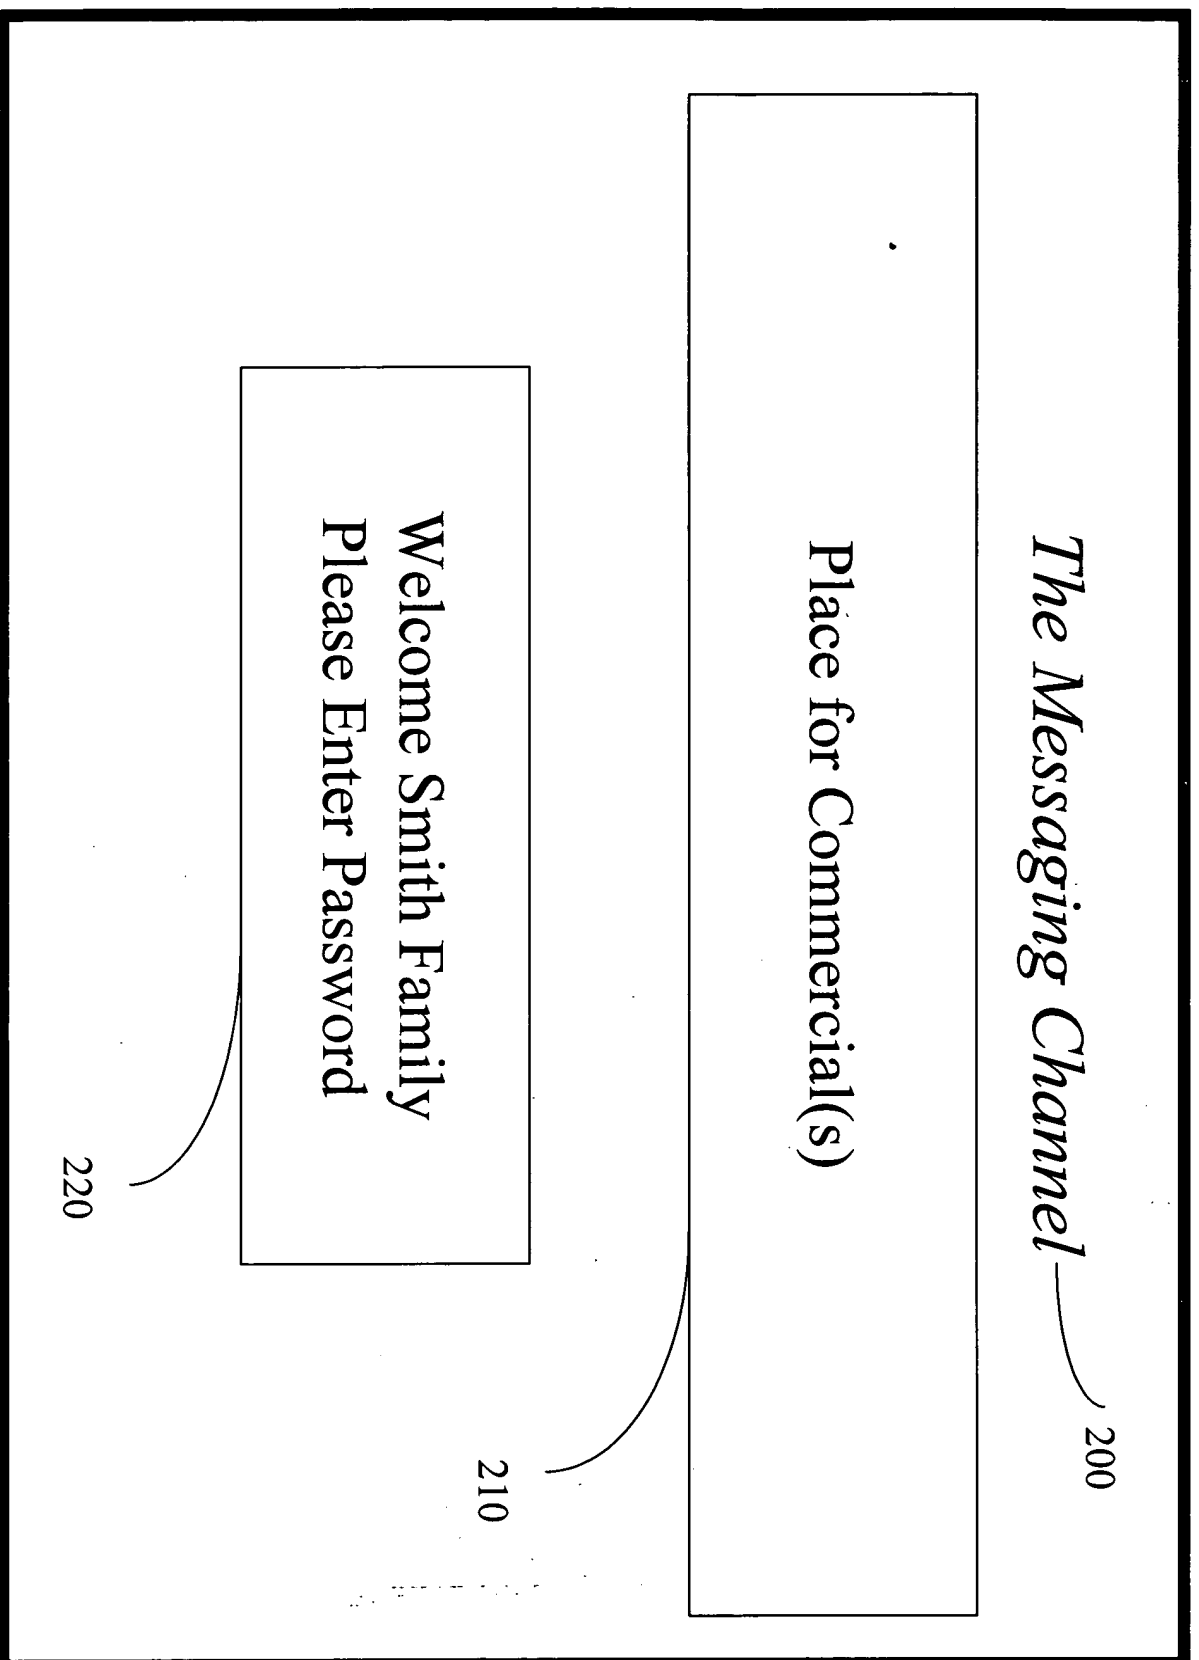 The Messaging Channel
200
Place for Commercial(s)
210
Welcome Smith Family
Please Enter Password
220